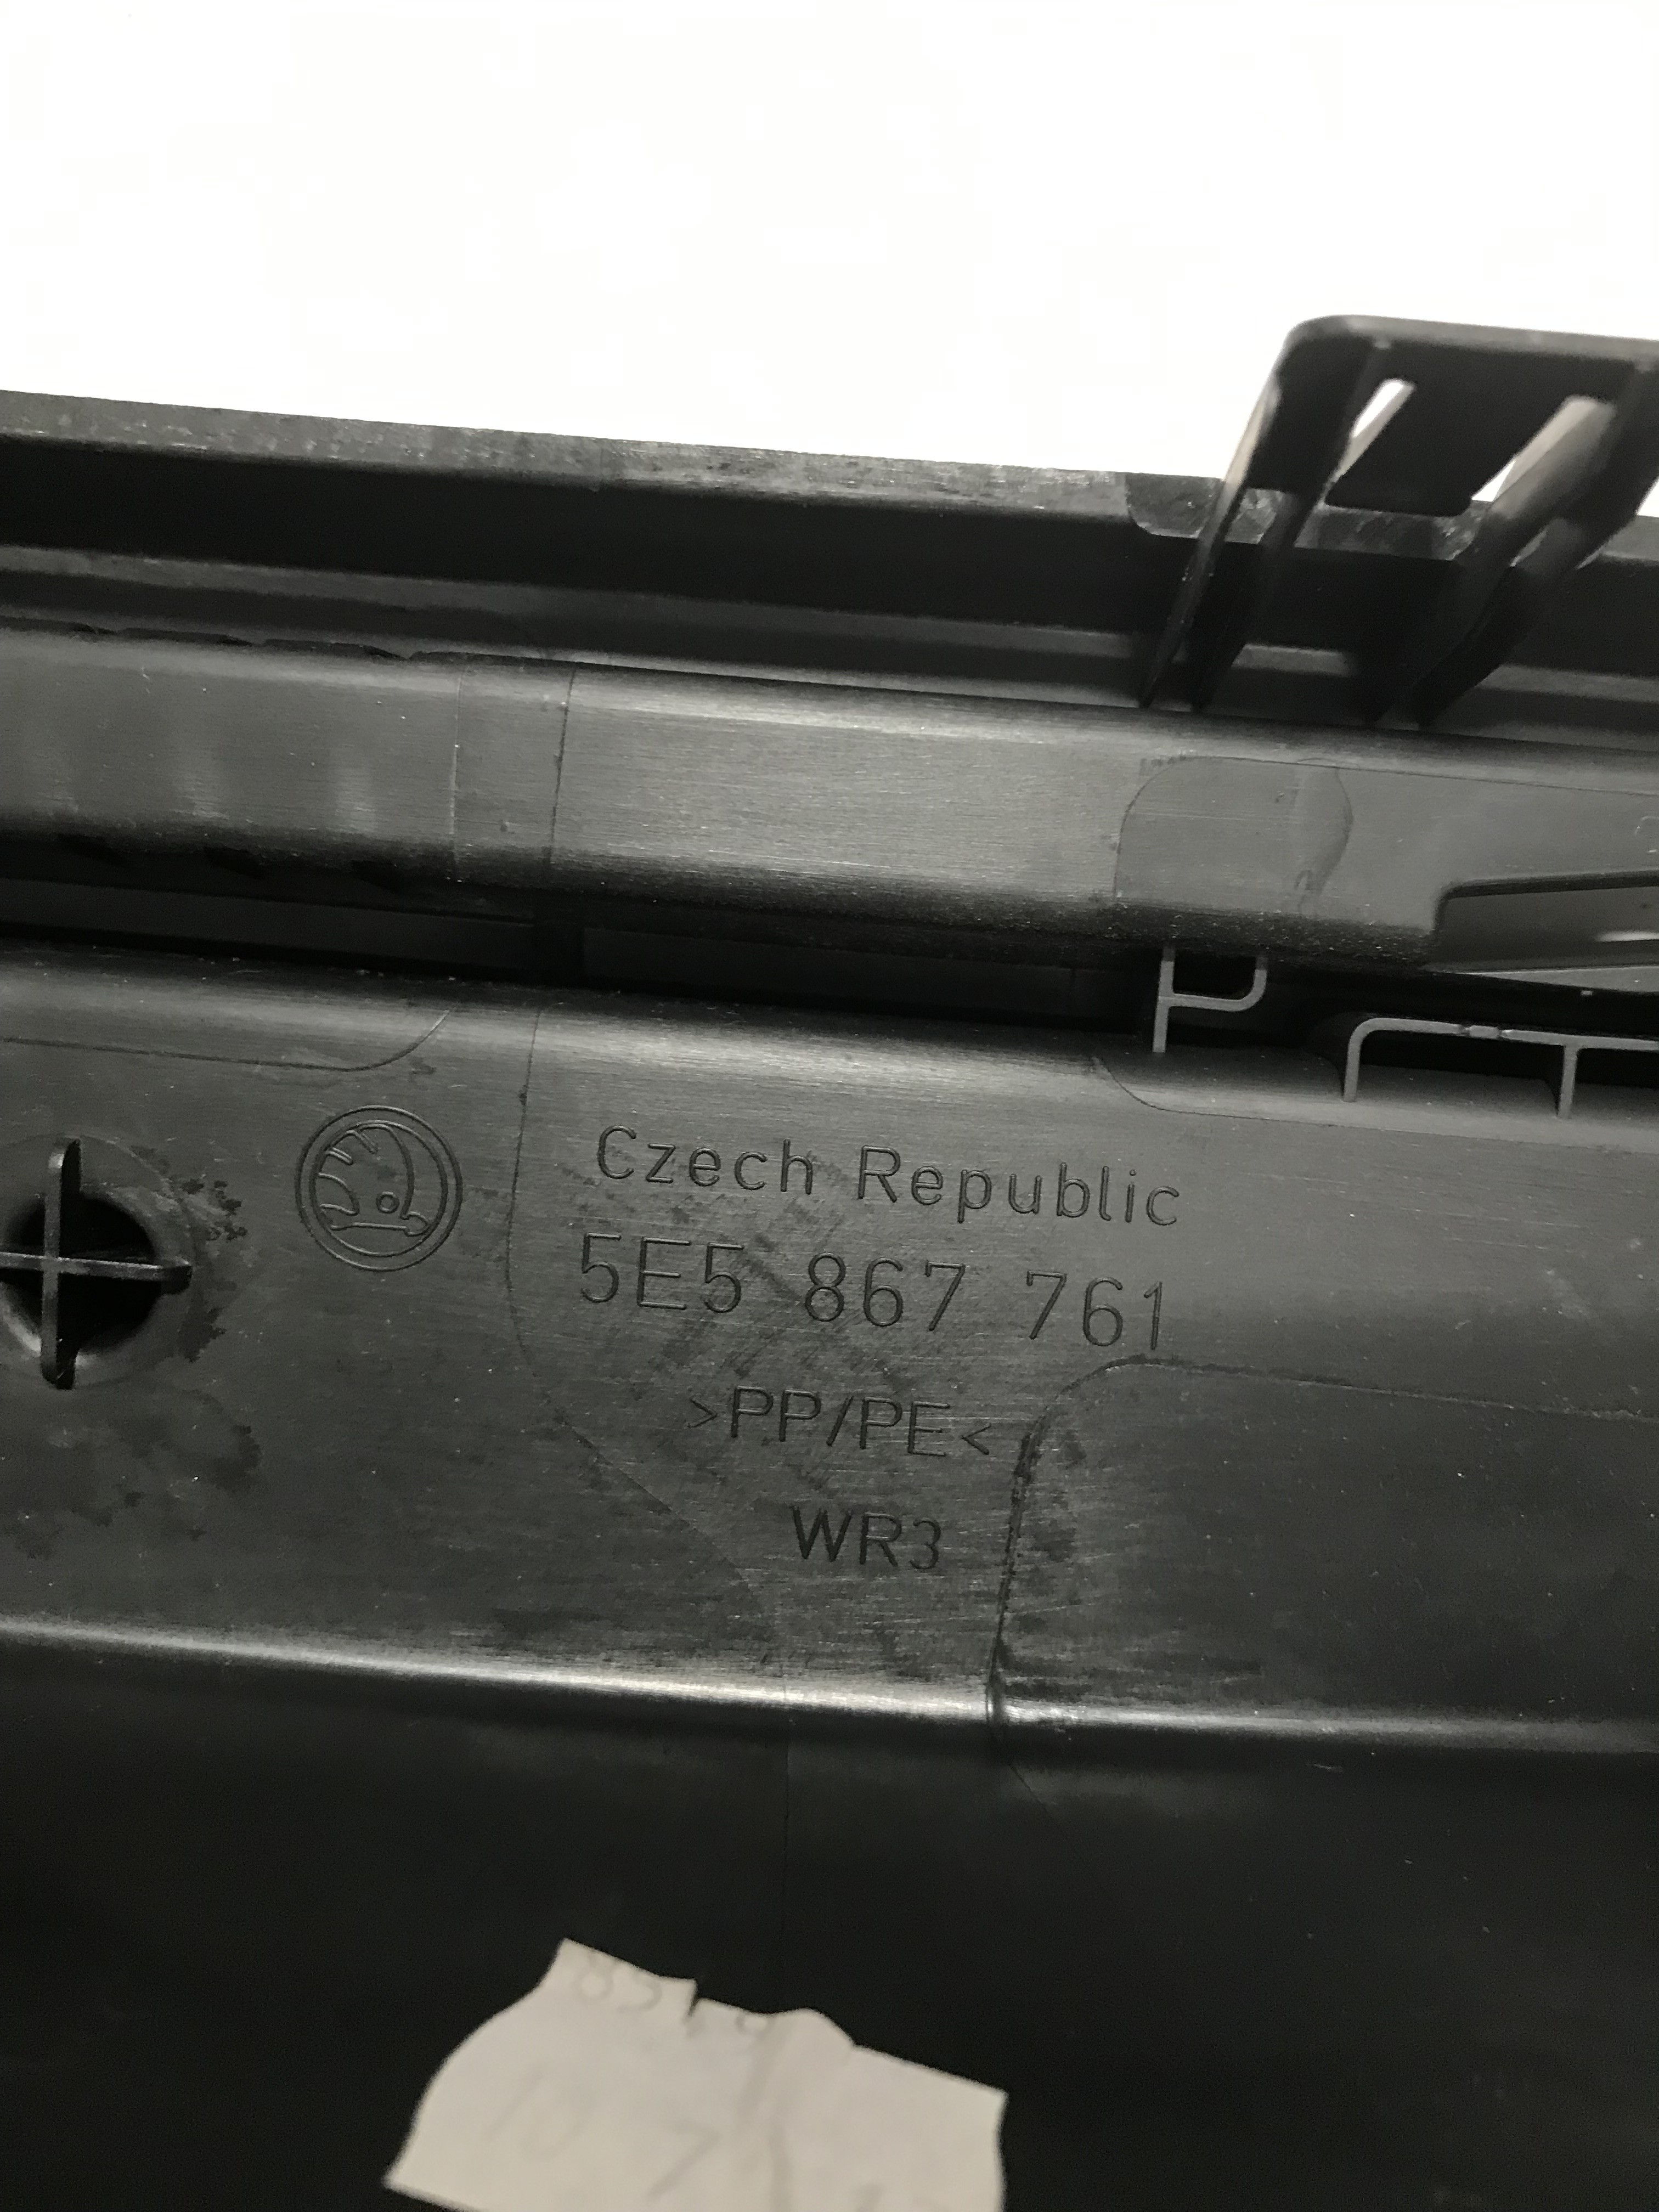 Czech Republic
5E5 867 761
>PP/PE<
WR3